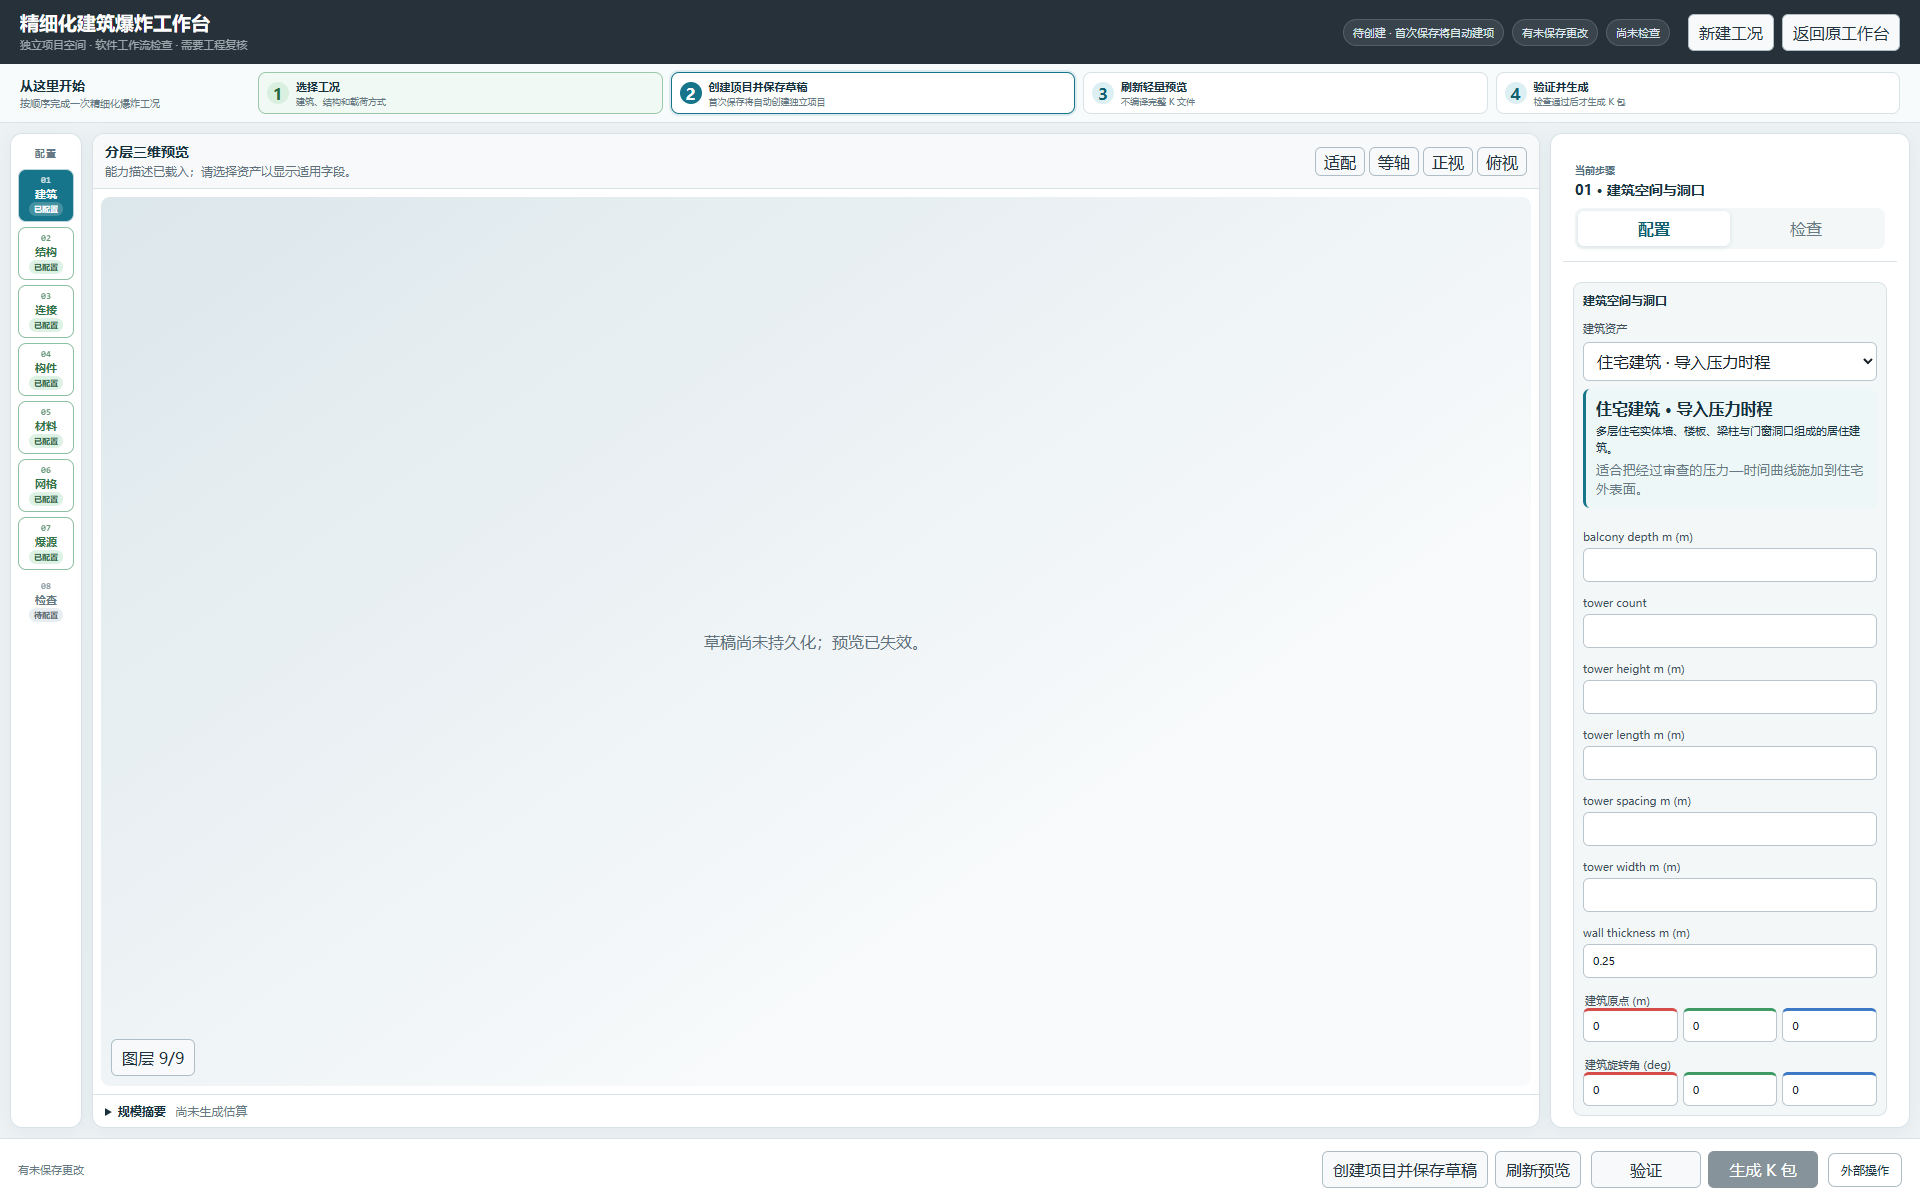 精细化建筑爆炸工作台
独立项目空间 · 软件工作流检查 · 需要工程复核
待创建 · 首次保存将自动建项
有未保存更改
尚未检查
新建工况
返回原工作台
从这里开始
按顺序完成一次精细化爆炸工况
1
选择工况
建筑、结构和载荷方式
2
创建项目并保存草稿
首次保存将自动创建独立项目
3
刷新轻量预览
不编译完整 K 文件
4
验证并生成
检查通过后才生成 K 包
配置
01
建筑
已配置
02
结构
已配置
03
连接
已配置
04
构件
已配置
05
材料
已配置
06
网格
已配置
07
爆源
已配置
08
检查
待配置
分层三维预览
能力描述已载入；请选择资产以显示适用字段。
适配
等轴
正视
俯视
草稿尚未持久化；预览已失效。
图层 9/9
规模摘要
尚未生成估算
当前步骤
01 • 建筑空间与洞口
配置
检查
建筑空间与洞口
建筑资产
住宅建筑 · 导入压力时程
住宅建筑 • 导入压力时程
多层住宅实体墙、楼板、梁柱与门窗洞口组成的居住建
筑。
适合把经过审查的压力—时间曲线施加到住宅
外表面。
balcony depth m (m)
tower count
tower height m (m)
tower length m (m)
tower spacing m (m)
tower width m (m)
wall thickness m (m)
0.25
建筑原点 (m)
0
0
0
建筑旋转角 (deg)
0
0
0
有未保存更改
创建项目并保存草稿
刷新预览
验证
生成 K 包
外部操作